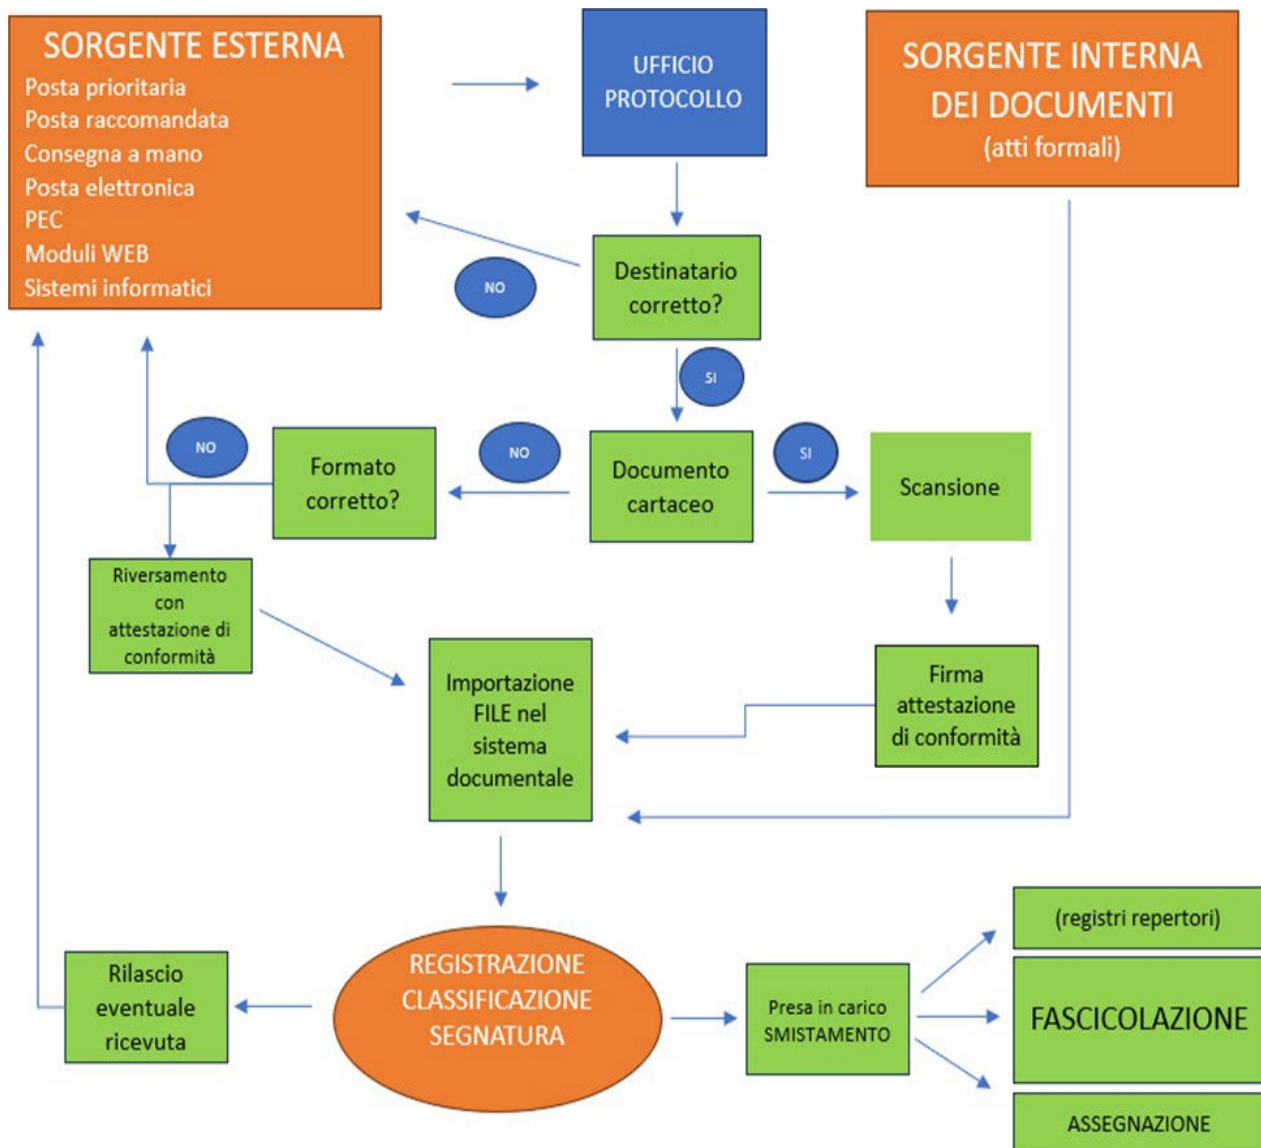 SORGENTE ESTERNA
Posta prioritaria
Posta raccomandata
Consegna a mano
Posta elettronica
PEC
Moduli WEB
Sistemi informatici
UFFICIO
PROTOCOLLO
SORGENTE INTERNA
DEI DOCUMENTI
(atti formali)
NO
Destinatario
corretto?
SI
NO
Formato
corretto?
NO
Documento
cartaceo
SI
Scansione
Riversamento
con
attestazione di
conformità
Importazione
FILE nel
sistema
documentale
Firma
attestazione
di conformità
Rilascio
eventuale
ricevuta
REGISTRAZIONE
CLASSIFICAZIONE
SEGNATURA
Presa in carico
SMISTAMENTO
(registri repertori)
FASCICOLAZIONE
ASSEGNAZIONE